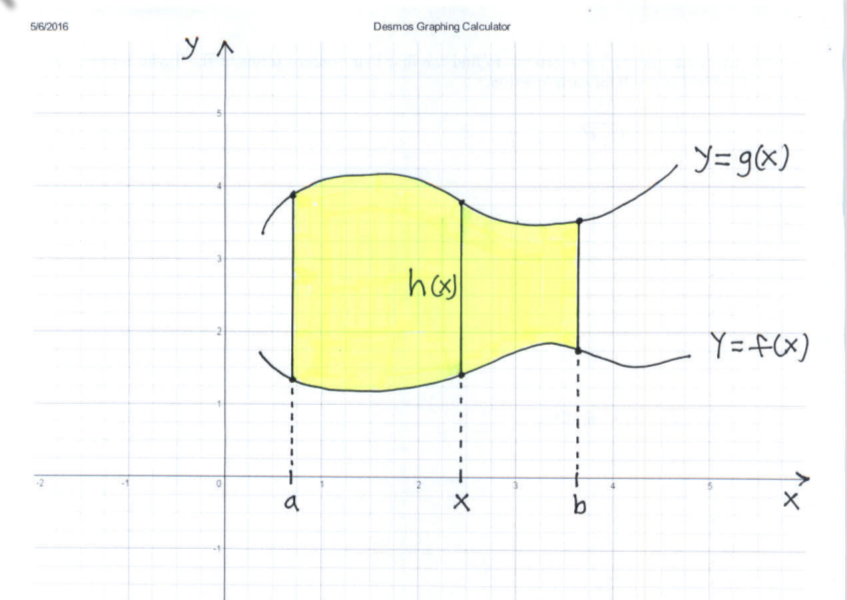 5/6/2016 Desmos Graphing Calculator
y
5
y=g(x)
4
3
h(x)
2
y=f(x)
1
-2 -1 0 1 2 3 4 5
a x b x
-1